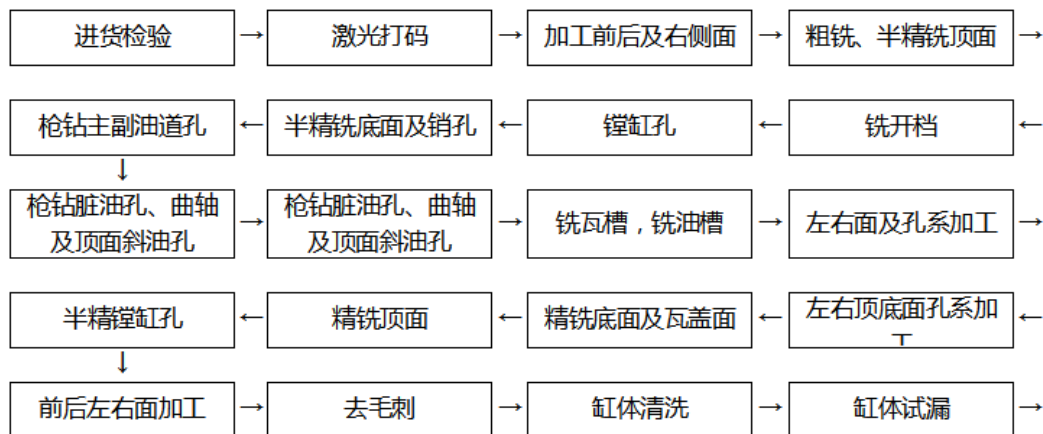 进货检验 → 激光打码 → 加工前后及右侧面 → 粗铣、半精铣顶面 →
枪钻主副油道孔 ← 半精铣底面及销孔 ← 镗缸孔 ← 铣开档 ←
↓
枪钻脏油孔、曲轴及顶面斜油孔 → 枪钻脏油孔、曲轴及顶面斜油孔 → 铣瓦槽，铣油槽 → 左右面及孔系加工 →
半精镗缸孔 ← 精铣顶面 ← 精铣底面及瓦盖面 ← 左右顶底面孔系加工 ←
↓
前后左右面加工 → 去毛刺 → 缸体清洗 → 缸体试漏 →